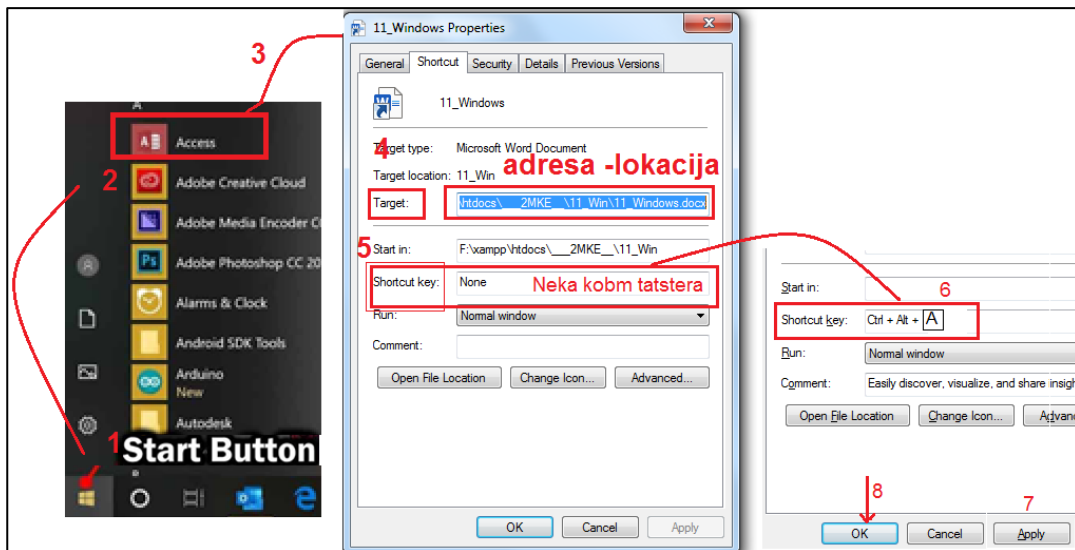 3
A
Access
2
Adobe Creative Cloud
Adobe Media Encoder C
Adobe Photoshop CC 20
Alarms & Clock
Android SDK Tools
Arduino
New
Autodesk
1
Start Button
11_Windows Properties
General Shortcut Security Details Previous Versions
11_Windows
4
Target type: Microsoft Word Document
adresa -lokacija
Target location: 11_Win
Target: \htdocs\___2MKE__\11_Win\11_Windows.docx
5
Start in: F:\xampp\htdocs\___2MKE__\11_Win
Shortcut key: None
Neka kobm tatstera
Run: Normal window
Comment:
Open File Location Change Icon... Advanced...
OK Cancel Apply
Start in:
6
Shortcut key: Ctrl + Alt + A
Run: Normal window
Comment: Easily discover, visualize, and share insigh
Open File Location Change Icon... Advan
8
7
OK Cancel Apply